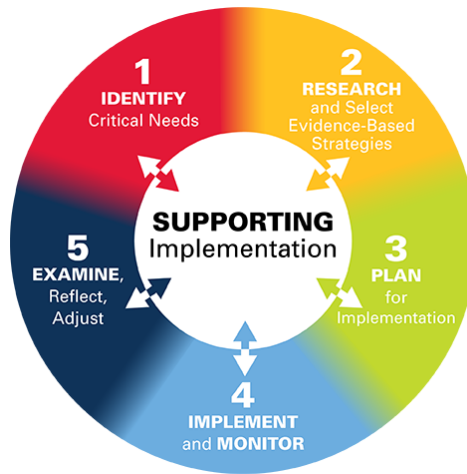 1
IDENTIFY
Critical Needs
2
RESEARCH
and Select
Evidence-Based
Strategies
3
PLAN
for
Implementation
4
IMPLEMENT
and MONITOR
5
EXAMINE,
Reflect,
Adjust
SUPPORTING
Implementation